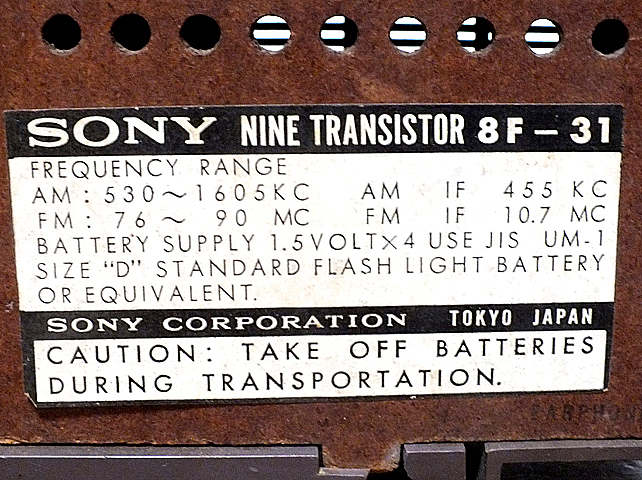 SONY NINE TRANSISTOR 8F-31
FREQUENCY RANGE
AM: 530~1605KC AM IF 455 KC
FM: 76~ 90 MC FM IF 10.7 MC
BATTERY SUPPLY 1.5VOLT×4 USE JIS UM-1
SIZE "D" STANDARD FLASH LIGHT BATTERY
OR EQUIVALENT.
SONY CORPORATION TOKYO JAPAN
CAUTION: TAKE OFF BATTERIES
DURING TRANSPORTATION.